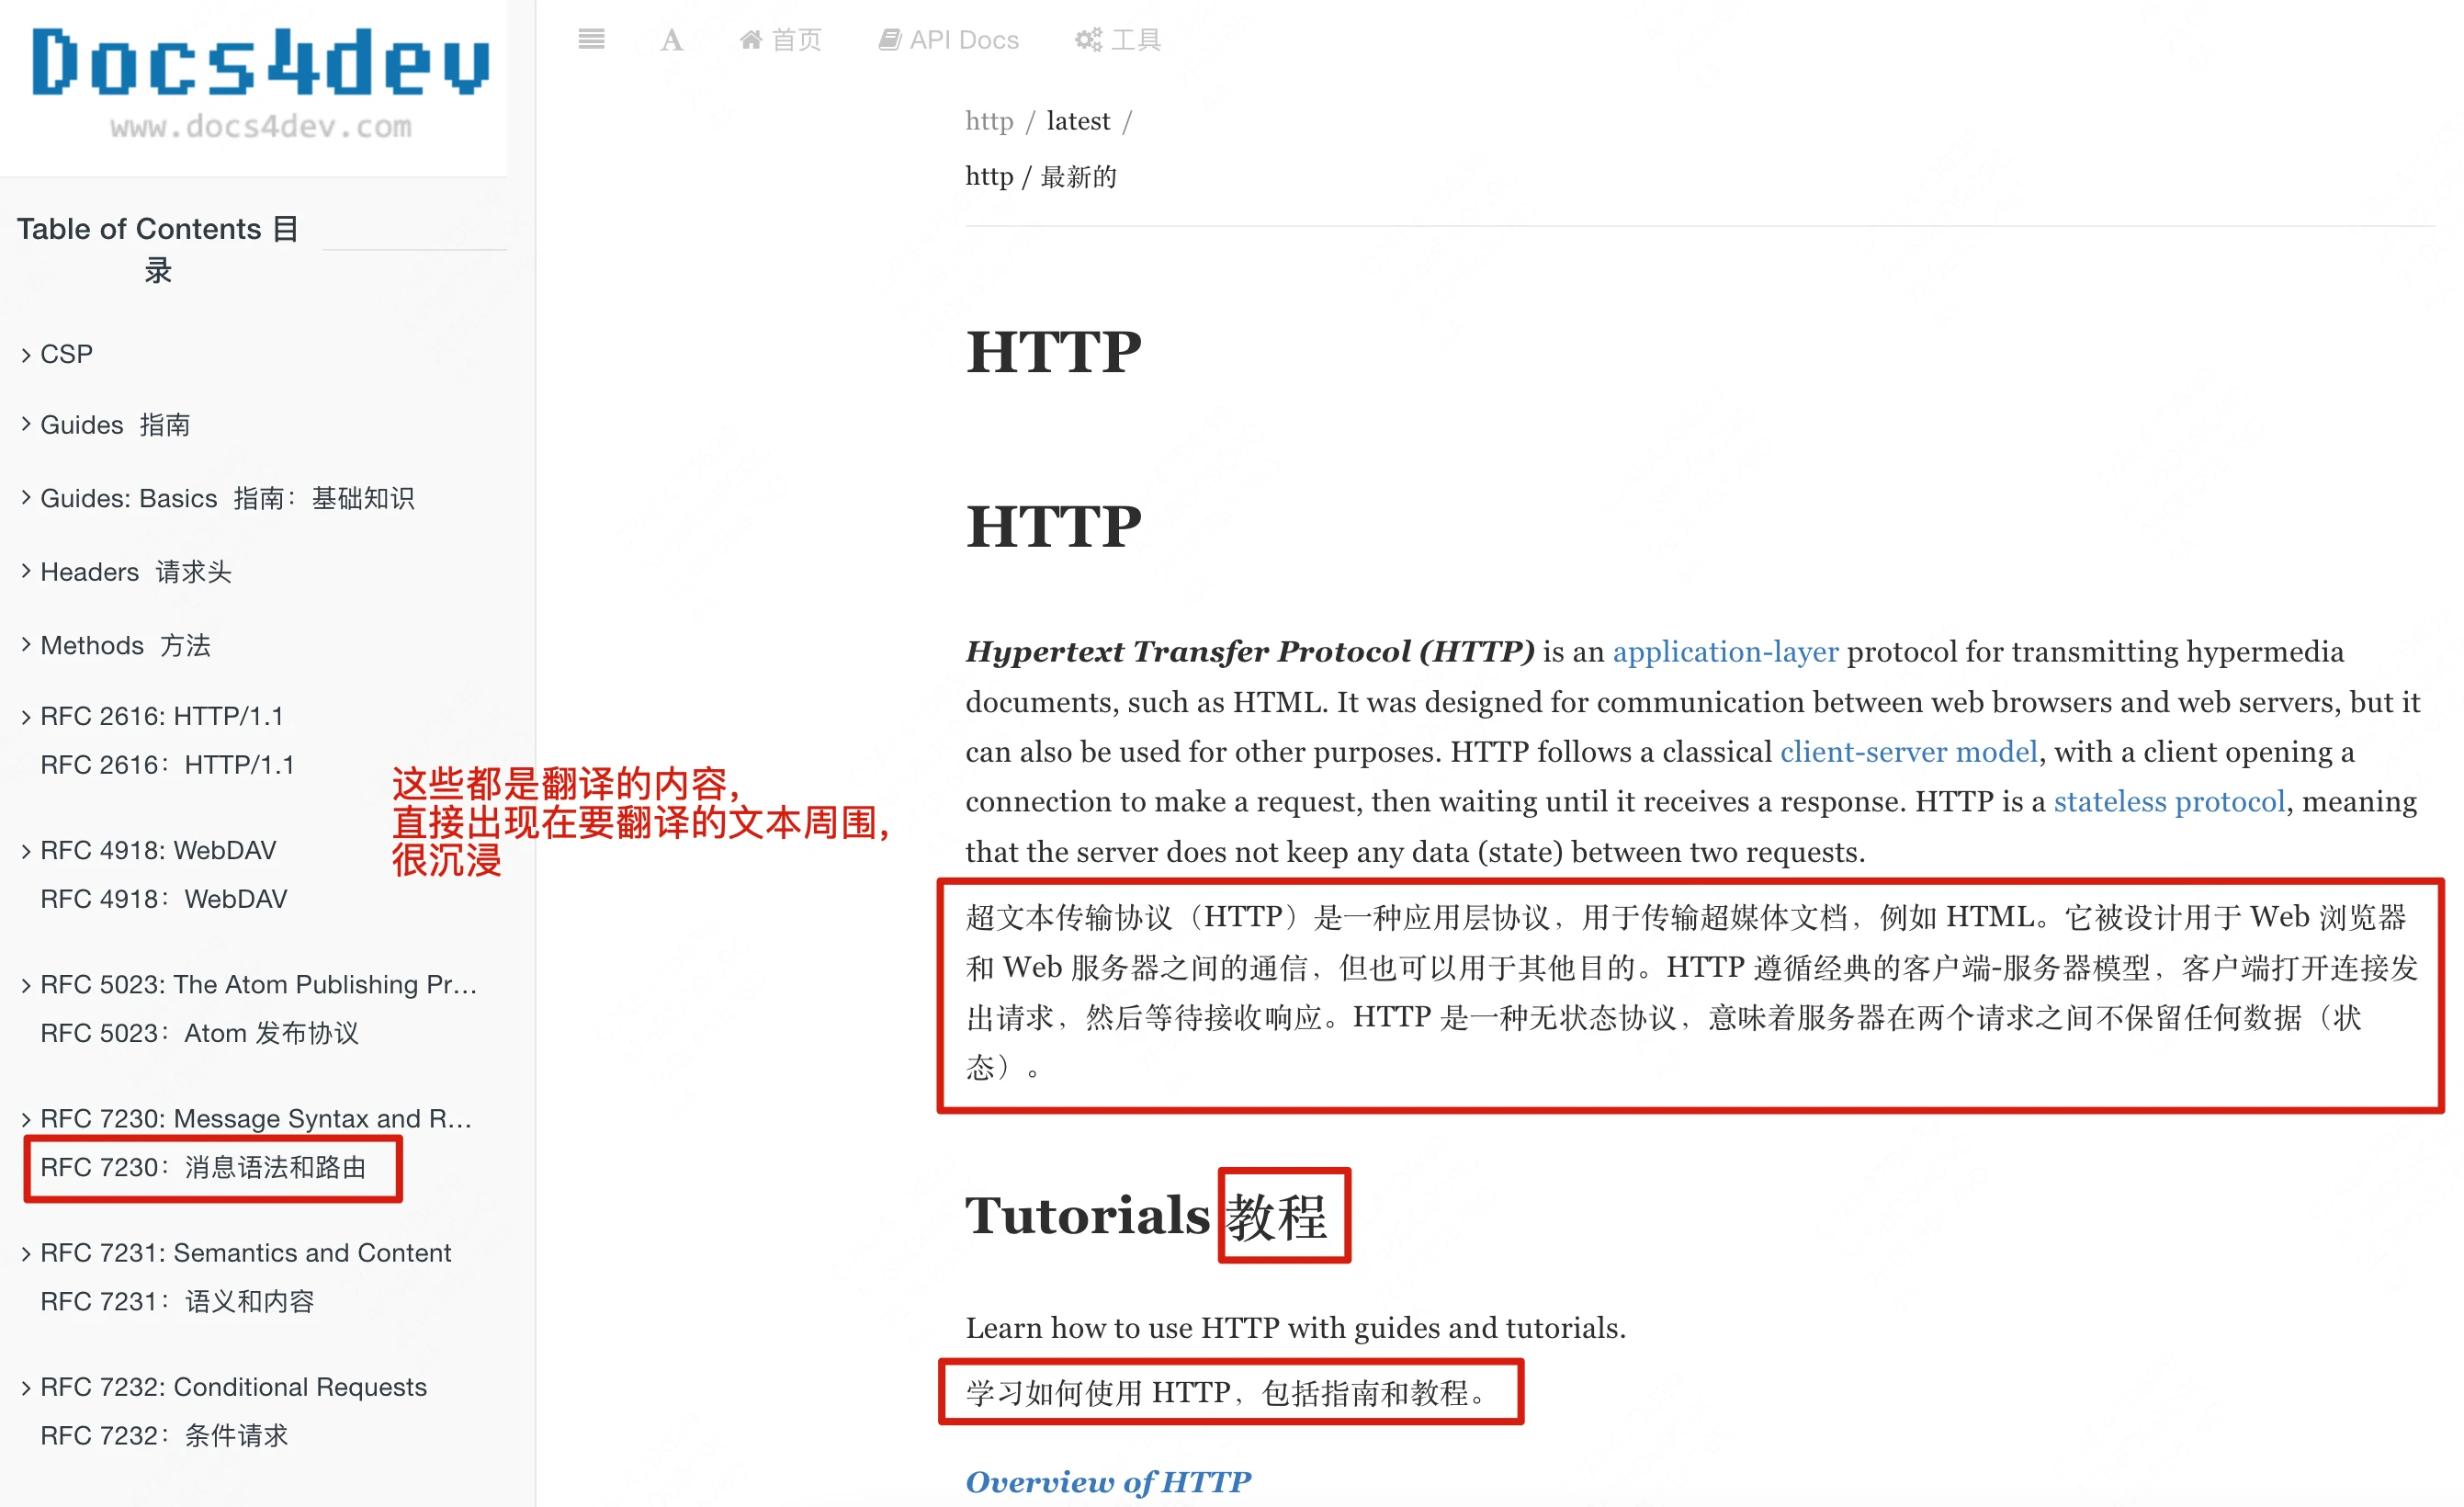 Docs4dev
www.docs4dev.com
Table of Contents 目
录
CSP
Guides 指南
Guides: Basics 指南：基础知识
Headers 请求头
Methods 方法
RFC 2616: HTTP/1.1
RFC 2616：HTTP/1.1
RFC 4918: WebDAV
RFC 4918：WebDAV
RFC 5023: The Atom Publishing Pr...
RFC 5023：Atom 发布协议
RFC 7230: Message Syntax and R...
RFC 7230：消息语法和路由
RFC 7231: Semantics and Content
RFC 7231：语义和内容
RFC 7232: Conditional Requests
RFC 7232：条件请求
这些都是翻译的内容，
直接出现在要翻译的文本周围，
很沉浸
A 首页 API Docs 工具
http / latest /
http / 最新的
HTTP
HTTP
Hypertext Transfer Protocol (HTTP) is an application-layer protocol for transmitting hypermedia
documents, such as HTML. It was designed for communication between web browsers and web servers, but it
can also be used for other purposes. HTTP follows a classical client-server model, with a client opening a
connection to make a request, then waiting until it receives a response. HTTP is a stateless protocol, meaning
that the server does not keep any data (state) between two requests.
超文本传输协议（HTTP）是一种应用层协议，用于传输超媒体文档，例如 HTML。它被设计用于 Web 浏览器
和 Web 服务器之间的通信，但也可以用于其他目的。HTTP 遵循经典的客户端-服务器模型，客户端打开连接发
出请求，然后等待接收响应。HTTP 是一种无状态协议，意味着服务器在两个请求之间不保留任何数据（状
态）。
Tutorials 教程
Learn how to use HTTP with guides and tutorials.
学习如何使用 HTTP，包括指南和教程。
Overview of HTTP